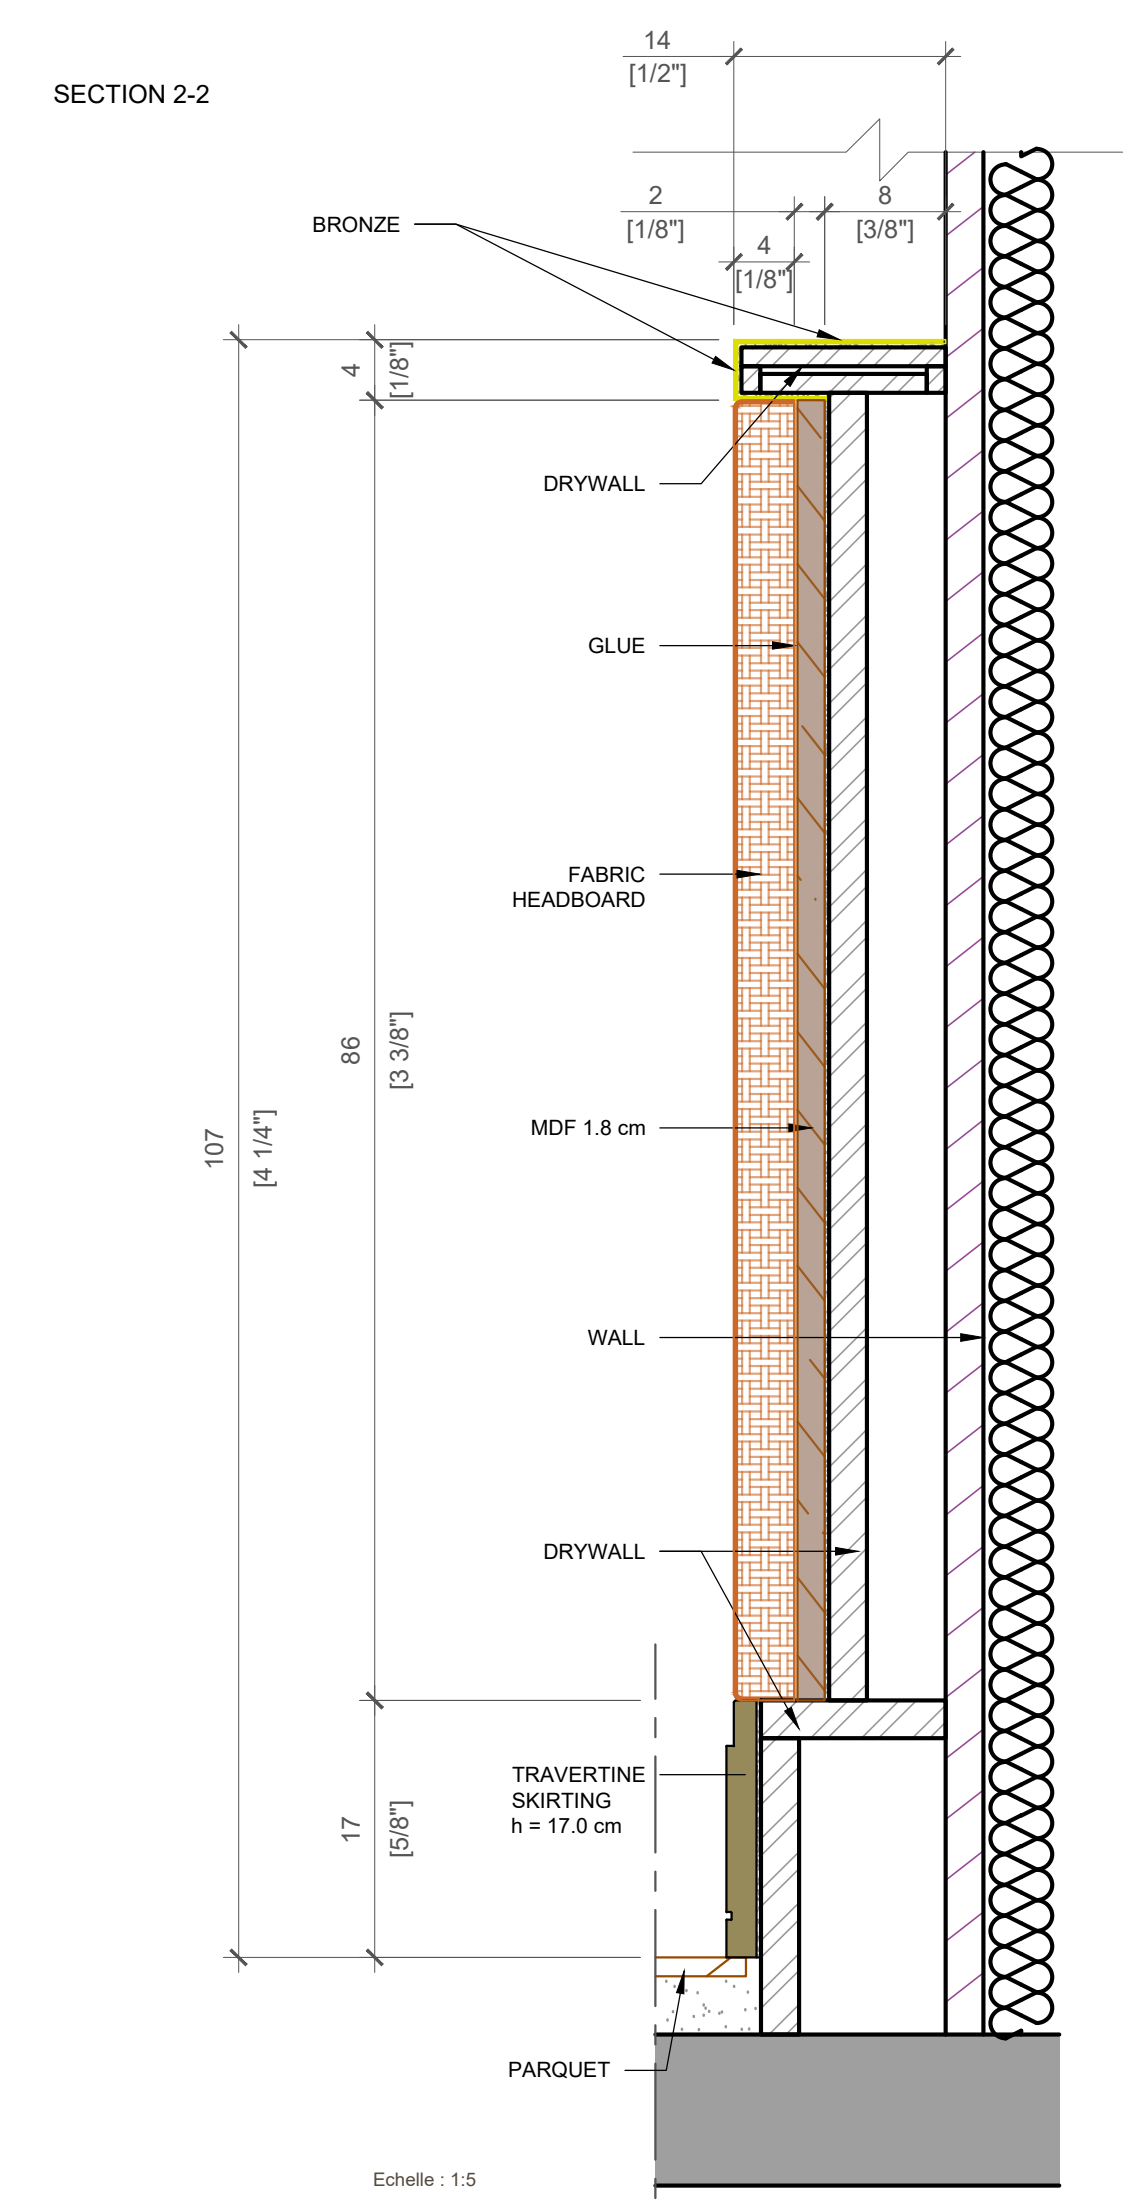 14
[1/2"]
SECTION 2-2
2
[1/8"]
8
[3/8"]
BRONZE
4
[1/8"]
4
[1/8"]
DRYWALL
GLUE
FABRIC
HEADBOARD
86
[3 3/8"]
107
[4 1/4"]
MDF 1.8 cm
WALL
DRYWALL
TRAVERTINE
SKIRTING
h = 17.0 cm
17
[5/8"]
PARQUET
Echelle : 1:5